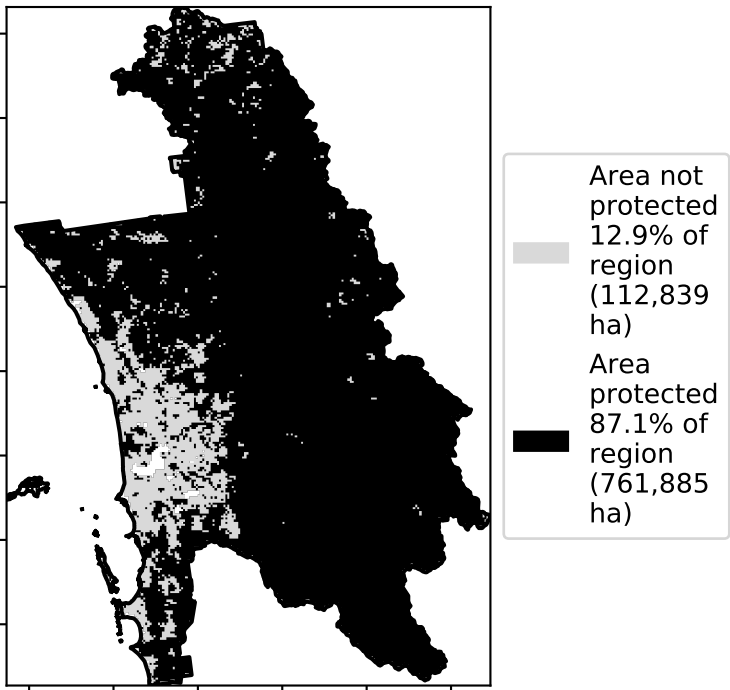 Area not
protected
12.9% of
region
(112,839
ha)
Area
protected
87.1% of
region
(761,885
ha)